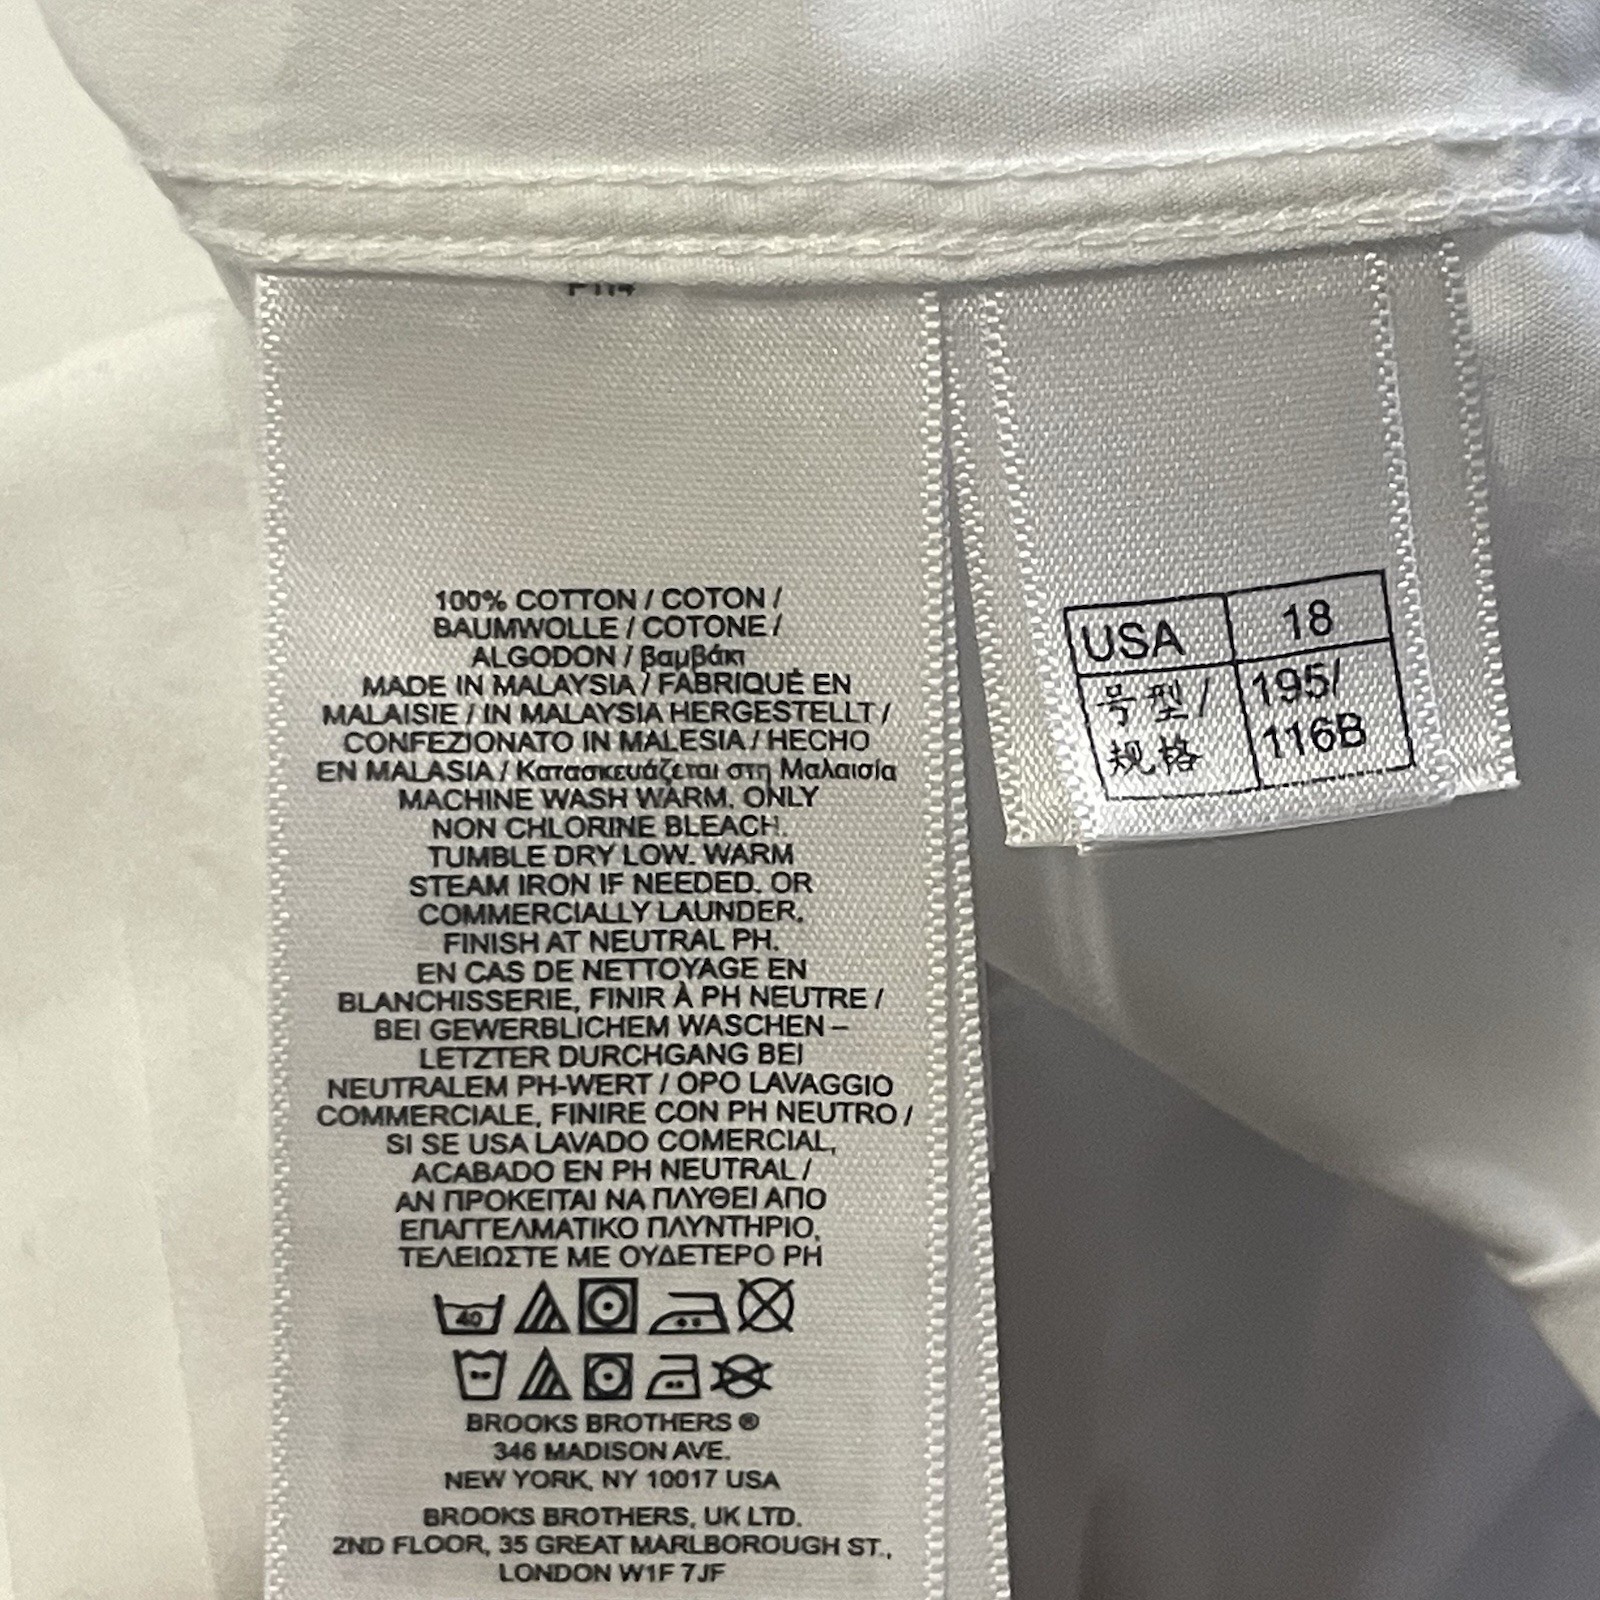 100% COTTON / COTON /
BAUMWOLLE / COTONE /
ALGODON / βαμβάκι
MADE IN MALAYSIA / FABRIQUÉ EN
MALAISIE / IN MALAYSIA HERGESTELLT /
CONFEZIONATO IN MALESIA / HECHO
EN MALASIA / Κατασκευάζεται στη Μαλαισία
MACHINE WASH WARM. ONLY
NON CHLORINE BLEACH.
TUMBLE DRY LOW. WARM
STEAM IRON IF NEEDED. OR
COMMERCIALLY LAUNDER,
FINISH AT NEUTRAL PH.
EN CAS DE NETTOYAGE EN
BLANCHISSERIE, FINIR À PH NEUTRE /
BEI GEWERBLICHEM WASCHEN –
LETZTER DURCHGANG BEI
NEUTRALEM PH-WERT / OPO LAVAGGIO
COMMERCIALE, FINIRE CON PH NEUTRO /
SI SE USA LAVADO COMERCIAL,
ACABADO EN PH NEUTRAL /
ΑΝ ΠΡΟΚΕΙΤΑΙ ΝΑ ΠΛΥΘΕΙ ΑΠΟ
ΕΠΑΓΓΕΛΜΑΤΙΚΟ ΠΛΥΝΤΗΡΙΟ,
ΤΕΛΕΙΩΣΤΕ ΜΕ ΟΥΔΕΤΕΡΟ PH
40
BROOKS BROTHERS ®
346 MADISON AVE.
NEW YORK, NY 10017 USA
BROOKS BROTHERS, UK LTD.
2ND FLOOR, 35 GREAT MARLBOROUGH ST.,
LONDON W1F 7JF
USA 18
号型/ 195/
规格 116B